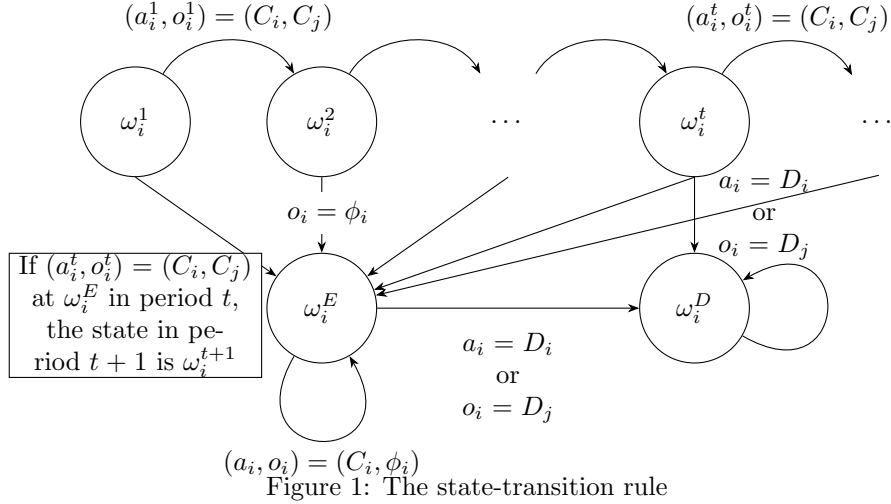 (a_i^1, o_i^1) = (C_i, C_j)
(a_i^t, o_i^t) = (C_i, C_j)
ω_i^1
ω_i^2
...
ω_i^t
...
o_i = ϕ_i
a_i = D_i
or
o_i = D_j
If (a_i^t, o_i^t) = (C_i, C_j)
at ω_i^E in period t,
the state in pe-
riod t + 1 is ω_i^{t+1}
ω_i^E
ω_i^D
a_i = D_i
or
o_i = D_j
(a_i, o_i) = (C_i, ϕ_i)
Figure 1: The state-transition rule